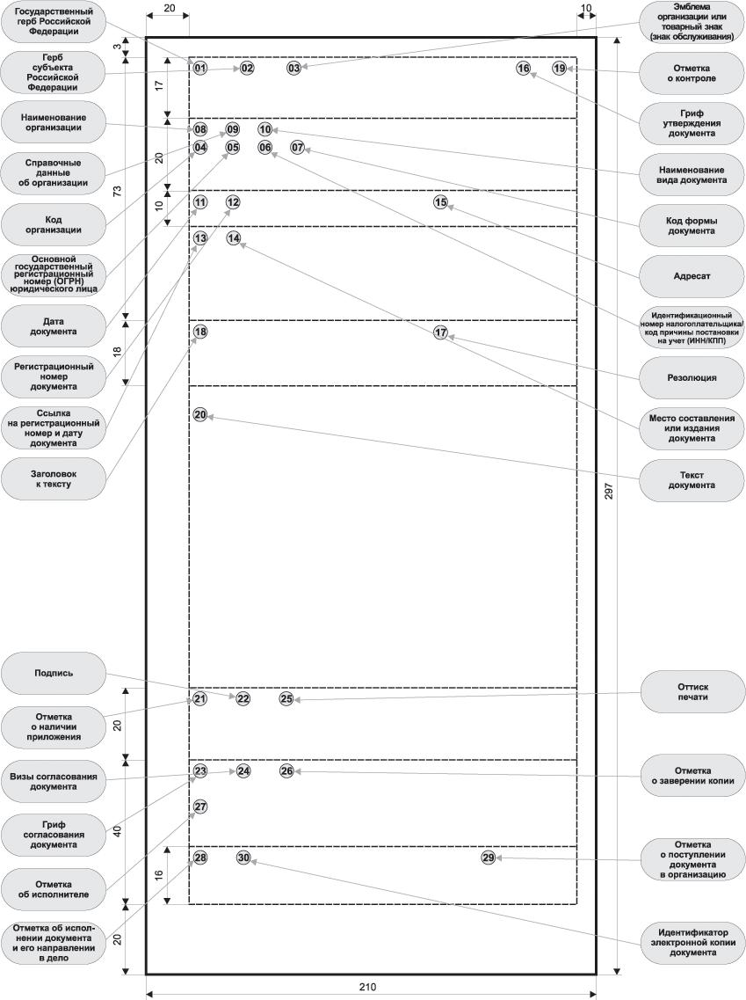 20
10
3
17
20
73
10
18
297
20
40
16
20
210
Государственный
герб Российской
Федерации
Герб
субъекта
Российской
Федерации
Наименование
организации
Справочные
данные
об организации
Код
организации
Основной
государственный
регистрационный
номер (ОГРН)
юридического лица
Дата
документа
Регистрационный
номер
документа
Ссылка
на регистрационный
номер и дату
документа
Заголовок
к тексту
Подпись
Отметка
о наличии
приложения
Визы согласования
документа
Гриф
согласования
документа
Отметка
об исполнителе
Отметка об испол-
нении документа
и его направлении
в дело
01 02 03 16 19
08 09 10
04 05 06 07
11 12 15
13 14
18 17
20
21 22 25
23 24 26
27
28 30 29
Эмблема
организации или
товарный знак
(знак обслуживания)
Отметка
о контроле
Гриф
утверждения
документа
Наименование
вида документа
Код формы
документа
Адресат
Идентификационный
номер налогоплательщика/
код причины постановки
на учет (ИНН/КПП)
Резолюция
Место составления
или издания
документа
Текст
документа
Оттиск
печати
Отметка
о заверении копии
Отметка
о поступлении
документа
в организацию
Идентификатор
электронной копии
документа